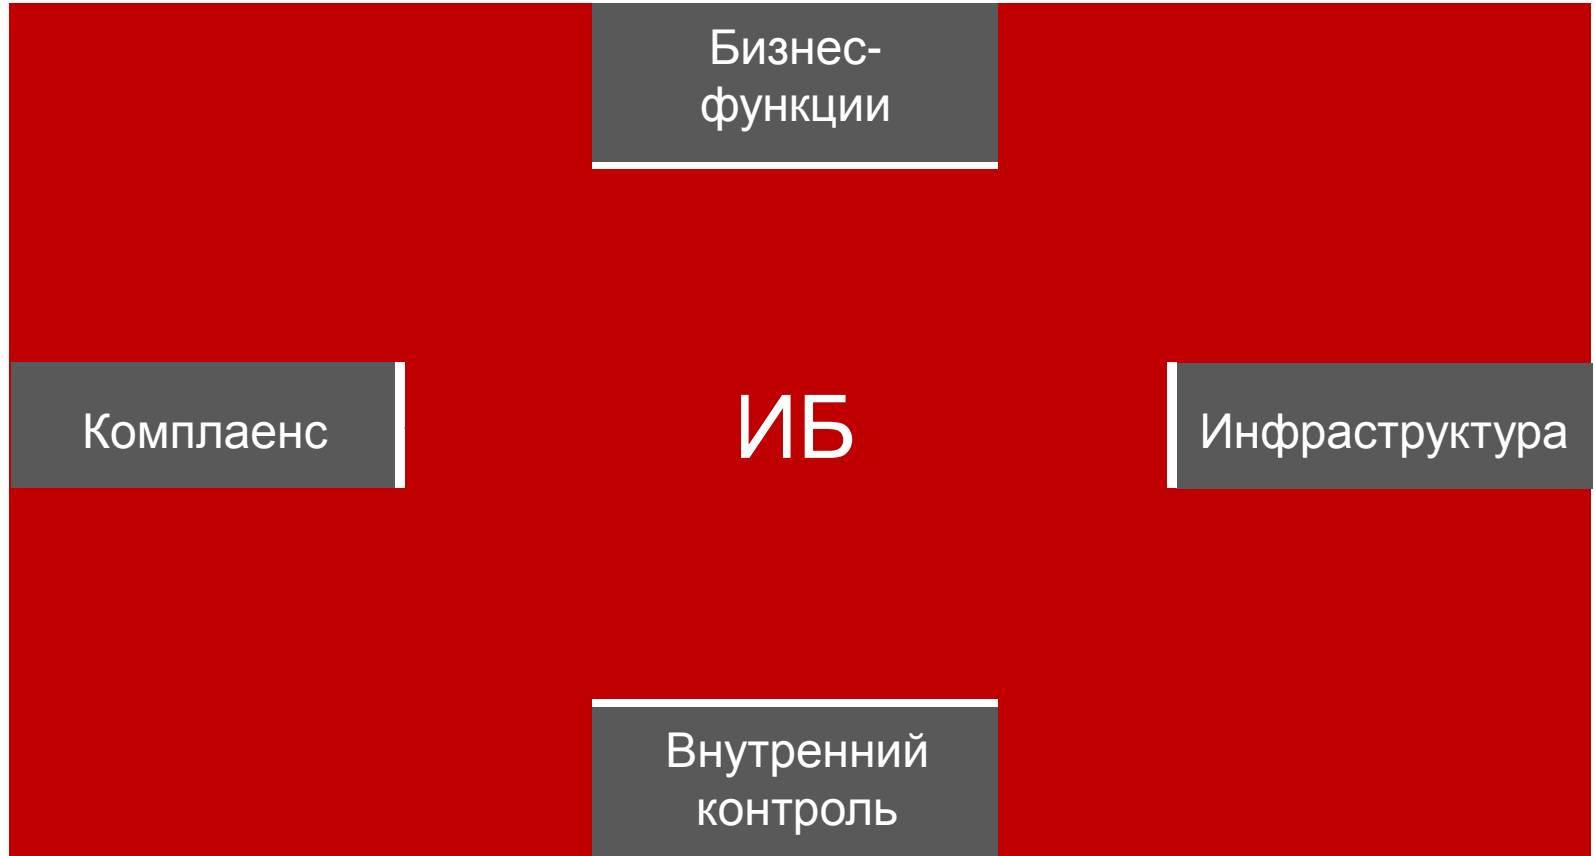 Бизнес-
функции
Комплаенс
ИБ
Инфраструктура
Внутренний
контроль